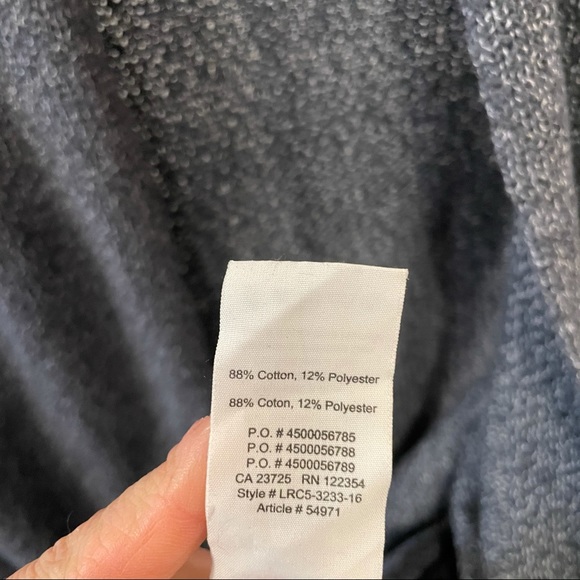 88% Cotton, 12% Polyester
88% Coton, 12% Polyester
P.O. # 4500056785
P.O. # 4500056788
P.O. # 4500056789
CA 23725 RN 122354
Style # LRC5-3233-16
Article # 54971